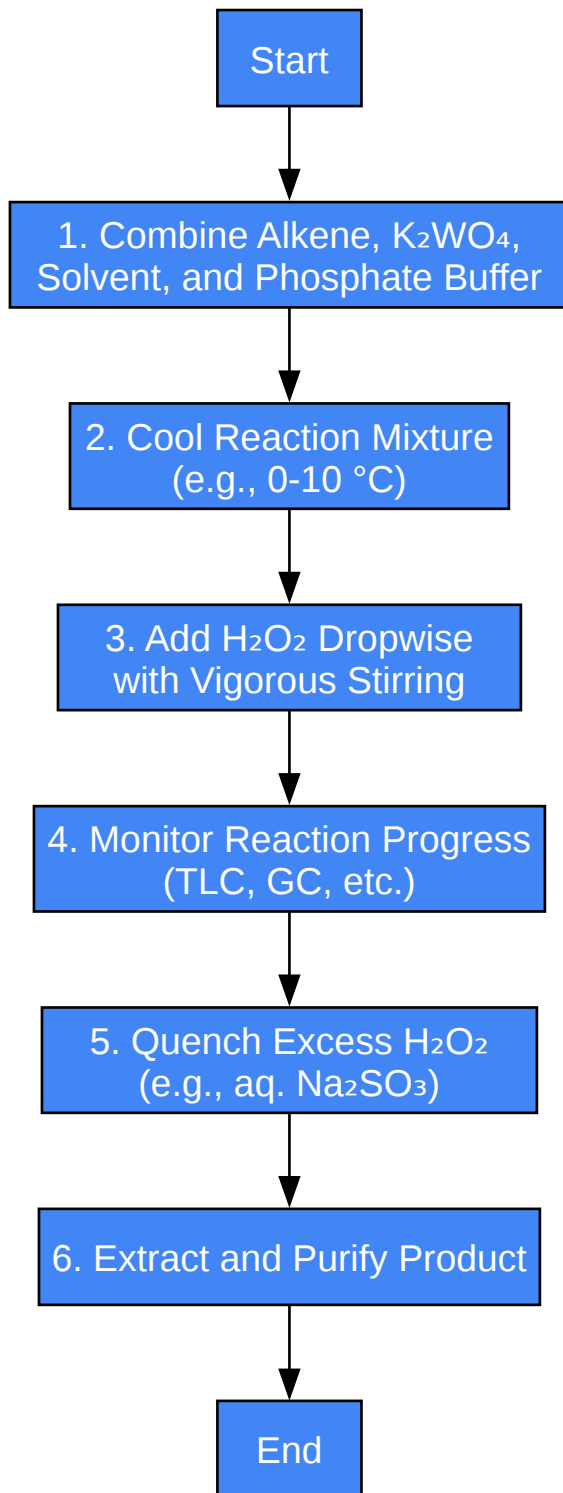 Start
1. Combine Alkene, K₂WO₄,
Solvent, and Phosphate Buffer
2. Cool Reaction Mixture
(e.g., 0-10 °C)
3. Add H₂O₂ Dropwise
with Vigorous Stirring
4. Monitor Reaction Progress
(TLC, GC, etc.)
5. Quench Excess H₂O₂
(e.g., aq. Na₂SO₃)
6. Extract and Purify Product
End